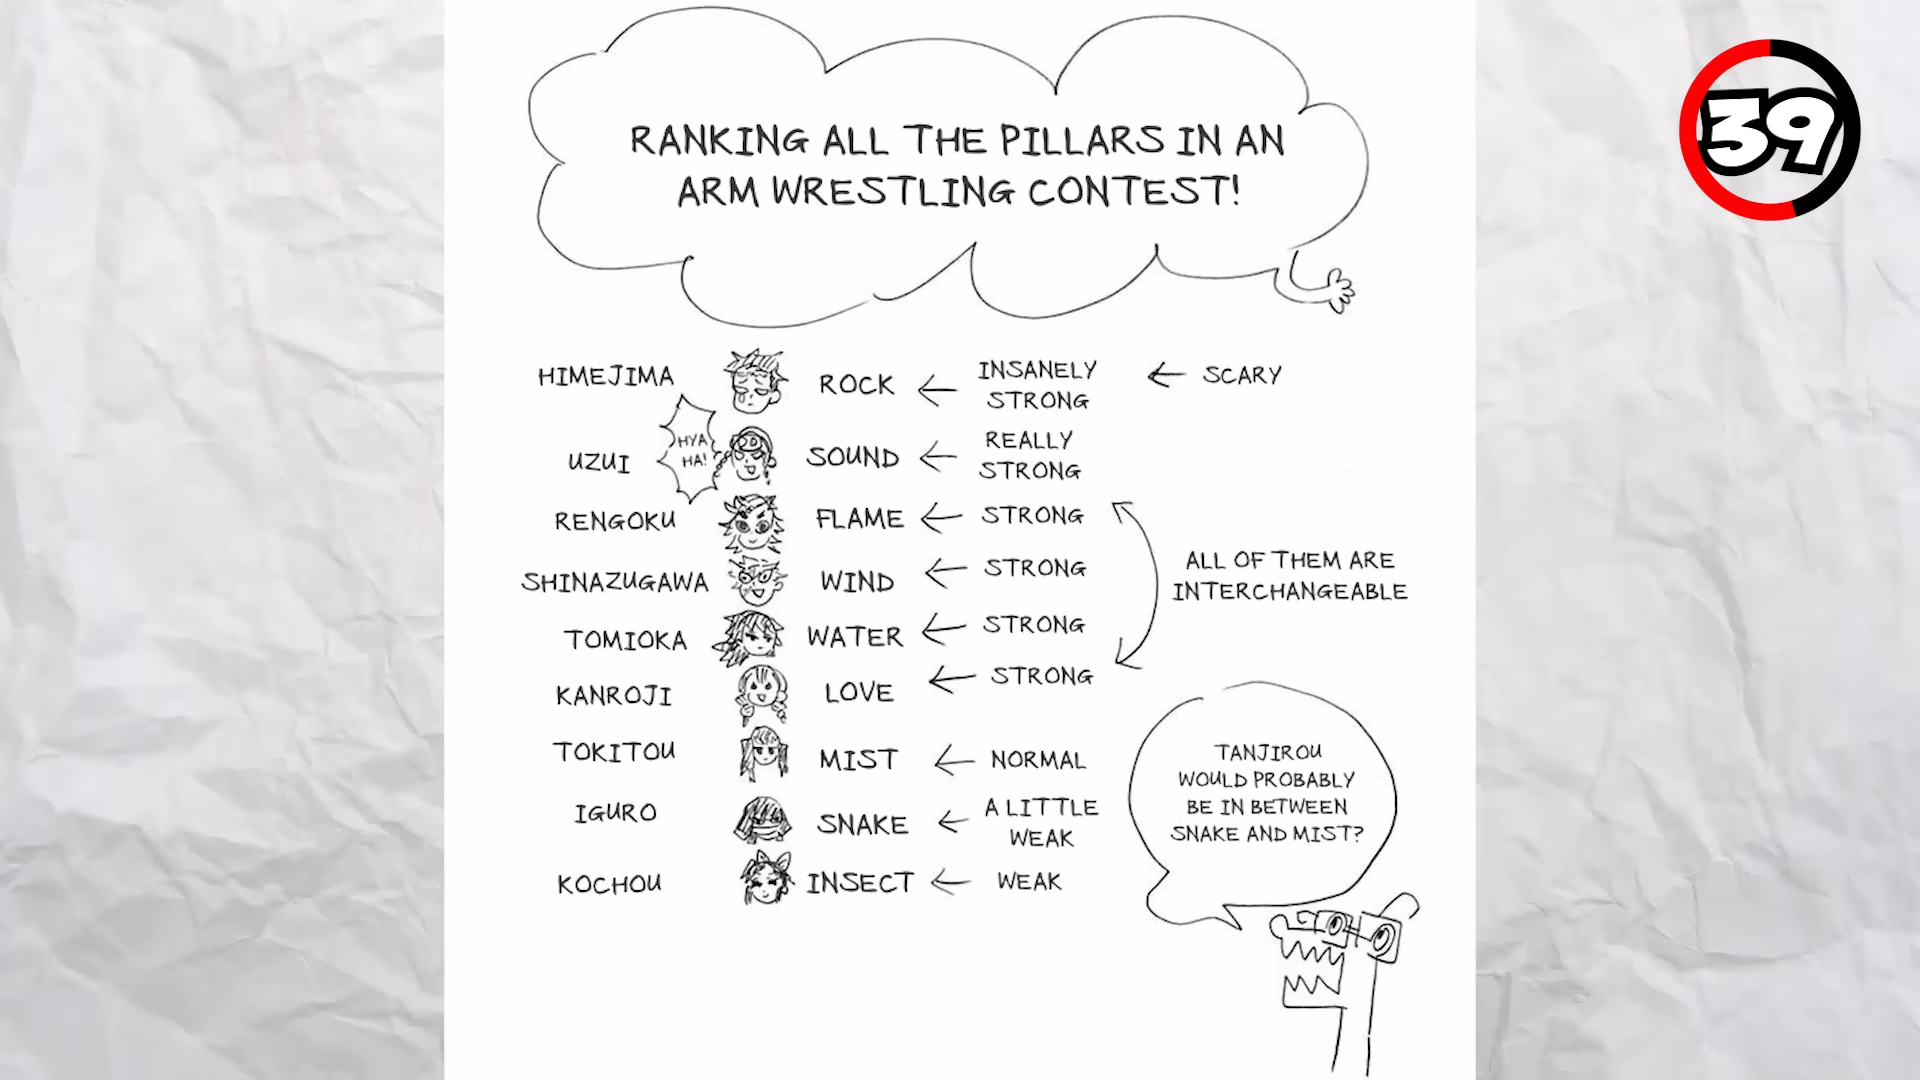 39
RANKING ALL THE PILLARS IN AN
ARM WRESTLING CONTEST!
HIMEJIMA ROCK INSANELY STRONG SCARY
HYA
HA!
UZUI SOUND REALLY STRONG
RENGOKU FLAME STRONG
SHINAZUGAWA WIND STRONG
ALL OF THEM ARE
INTERCHANGEABLE
TOMIOKA WATER STRONG
KANROJI LOVE STRONG
TOKITOU MIST NORMAL
IGURO SNAKE A LITTLE WEAK
KOCHOU INSECT WEAK
TANJIROU
WOULD PROBABLY
BE IN BETWEEN
SNAKE AND MIST?